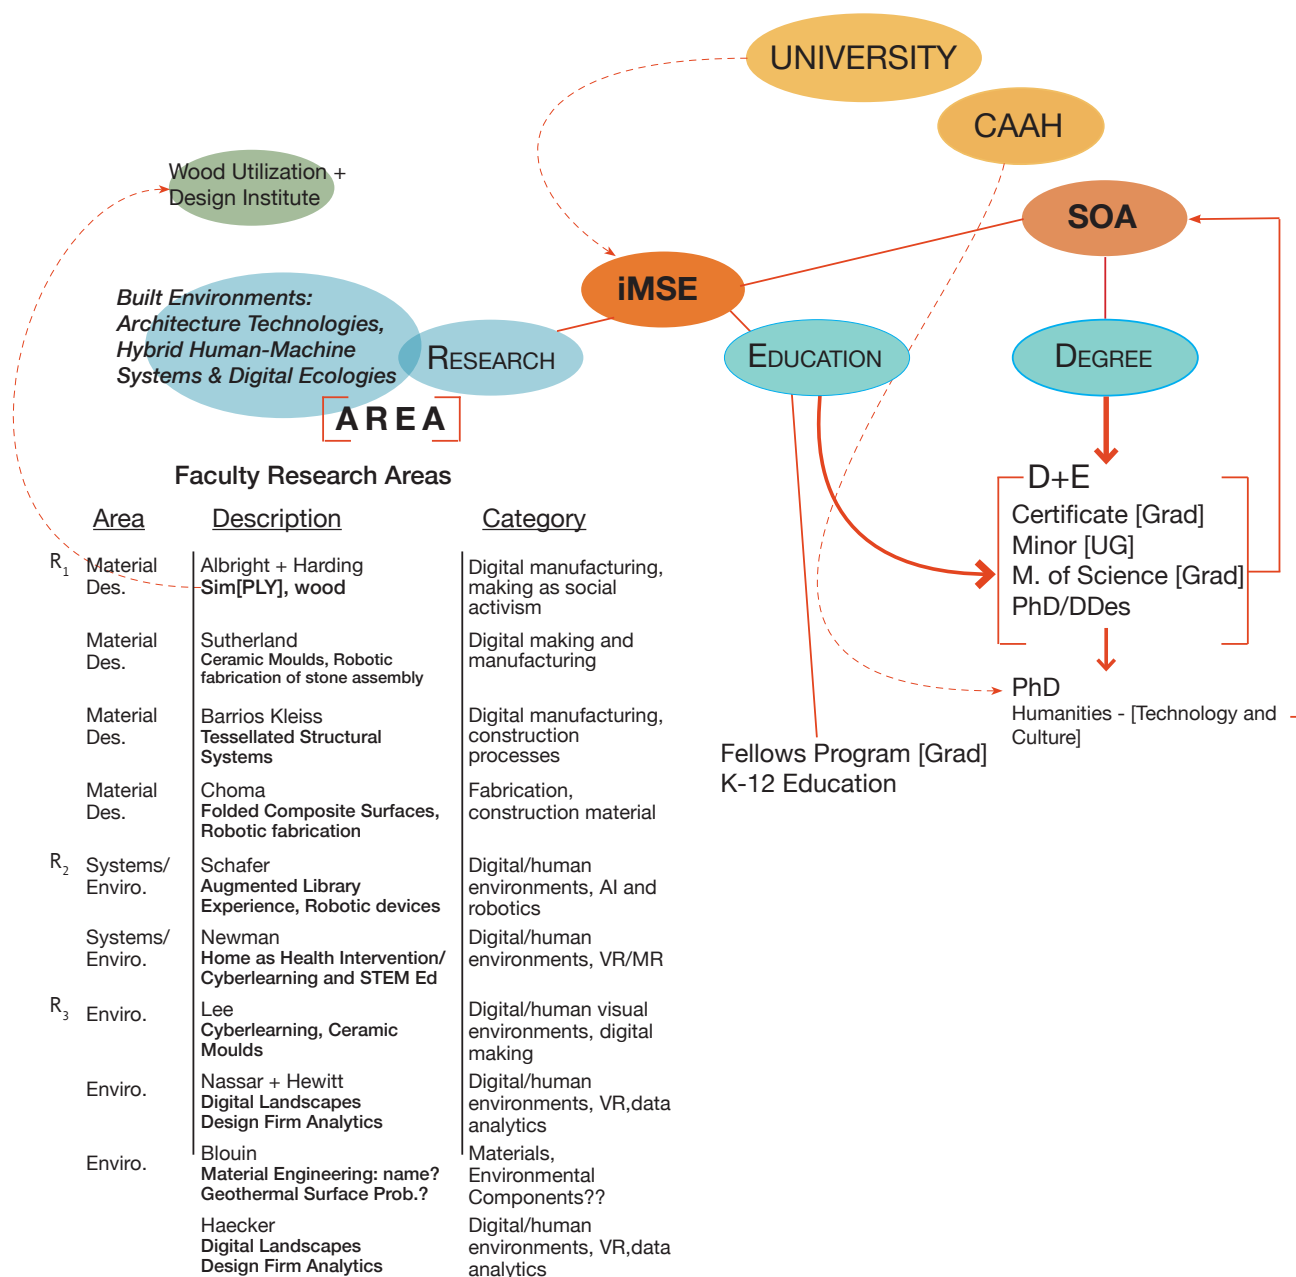 UNIVERSITY
CAAH
Wood Utilization +
Design Institute
SOA
iMSE
Built Environments:
Architecture Technologies,
Hybrid Human-Machine
Systems & Digital Ecologies
RESEARCH
EDUCATION
DEGREE
AREA
D+E
Certificate [Grad]
Minor [UG]
M. of Science [Grad]
PhD/DDes
PhD
Humanities - [Technology and
Culture]
Fellows Program [Grad]
K-12 Education
Faculty Research Areas
Area Description Category
R1 Material
Des.
Albright + Harding
Sim[PLY], wood
Digital manufacturing,
making as social
activism
Material
Des.
Sutherland
Ceramic Moulds, Robotic
fabrication of stone assembly
Digital making and
manufacturing
Material
Des.
Barrios Kleiss
Tessellated Structural
Systems
Digital manufacturing,
construction
processes
Material
Des.
Choma
Folded Composite Surfaces,
Robotic fabrication
Fabrication,
construction material
R2 Systems/
Enviro.
Schafer
Augmented Library
Experience, Robotic devices
Digital/human
environments, AI and
robotics
Systems/
Enviro.
Newman
Home as Health Intervention/
Cyberlearning and STEM Ed
Digital/human
environments, VR/MR
R3 Enviro.
Lee
Cyberlearning, Ceramic
Moulds
Digital/human visual
environments, digital
making
Enviro.
Nassar + Hewitt
Digital Landscapes
Design Firm Analytics
Digital/human
environments, VR,data
analytics
Enviro.
Blouin
Material Engineering: name?
Geothermal Surface Prob.?
Materials,
Environmental
Components??
Haecker
Digital Landscapes
Design Firm Analytics
Digital/human
environments, VR,data
analytics